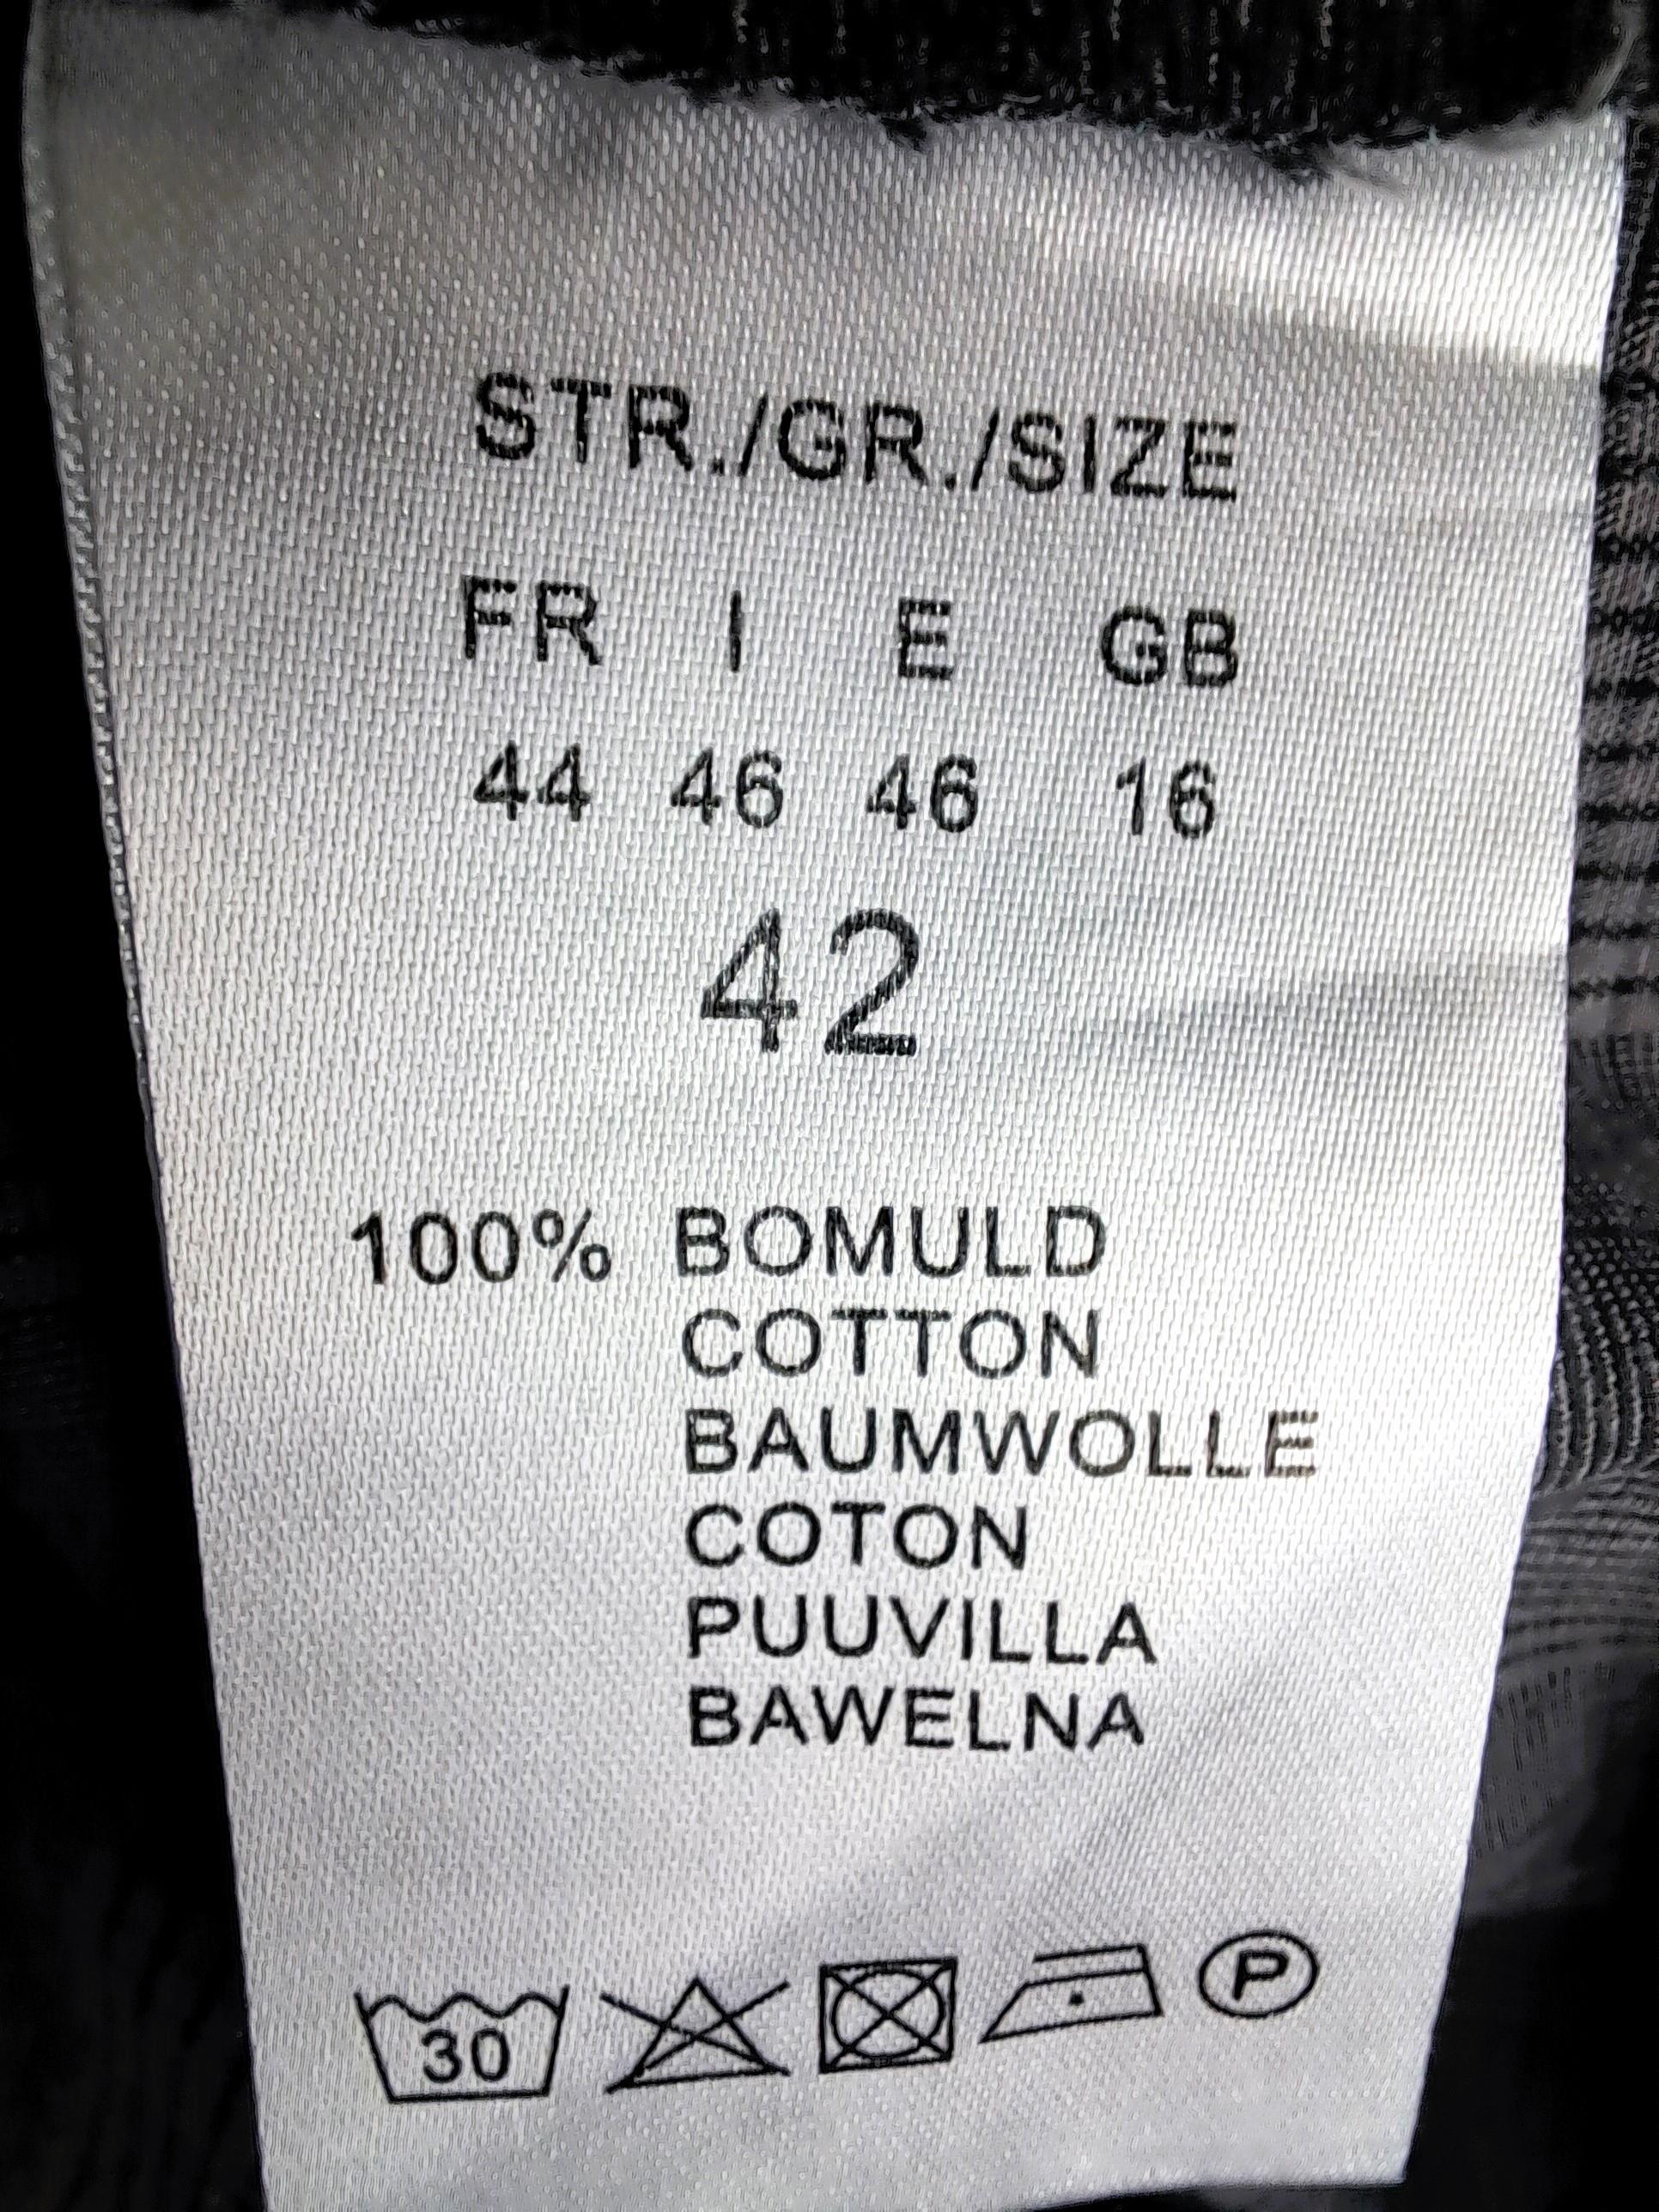 STR./GR./SIZE
FR I E GB
44 46 46 16
42
100% BOMULD
COTTON
BAUMWOLLE
COTON
PUUVILLA
BAWELNA
30 P